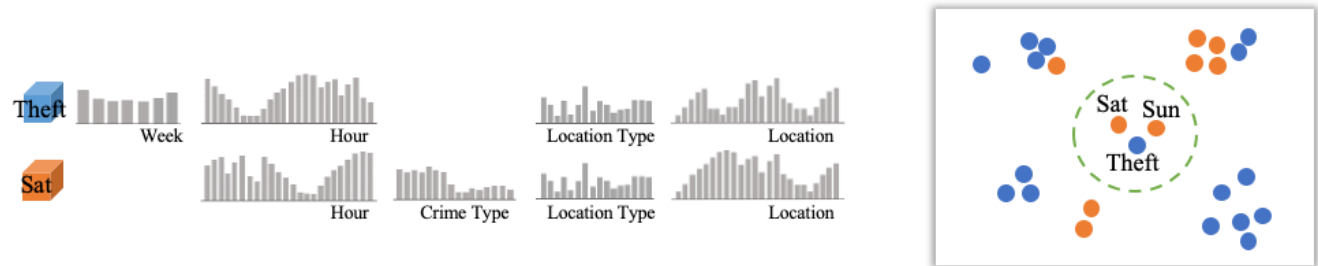 Theft
Week
Hour
Location Type
Location
Sat
Hour
Crime Type
Location Type
Location
Sat
Sun
Theft